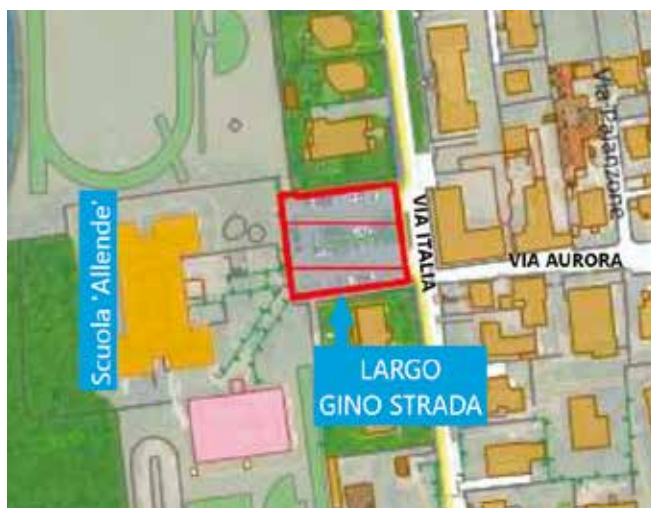 Scuola 'Allende'
VIA ITALIA
VIA AURORA
LARGO
GINO STRADA